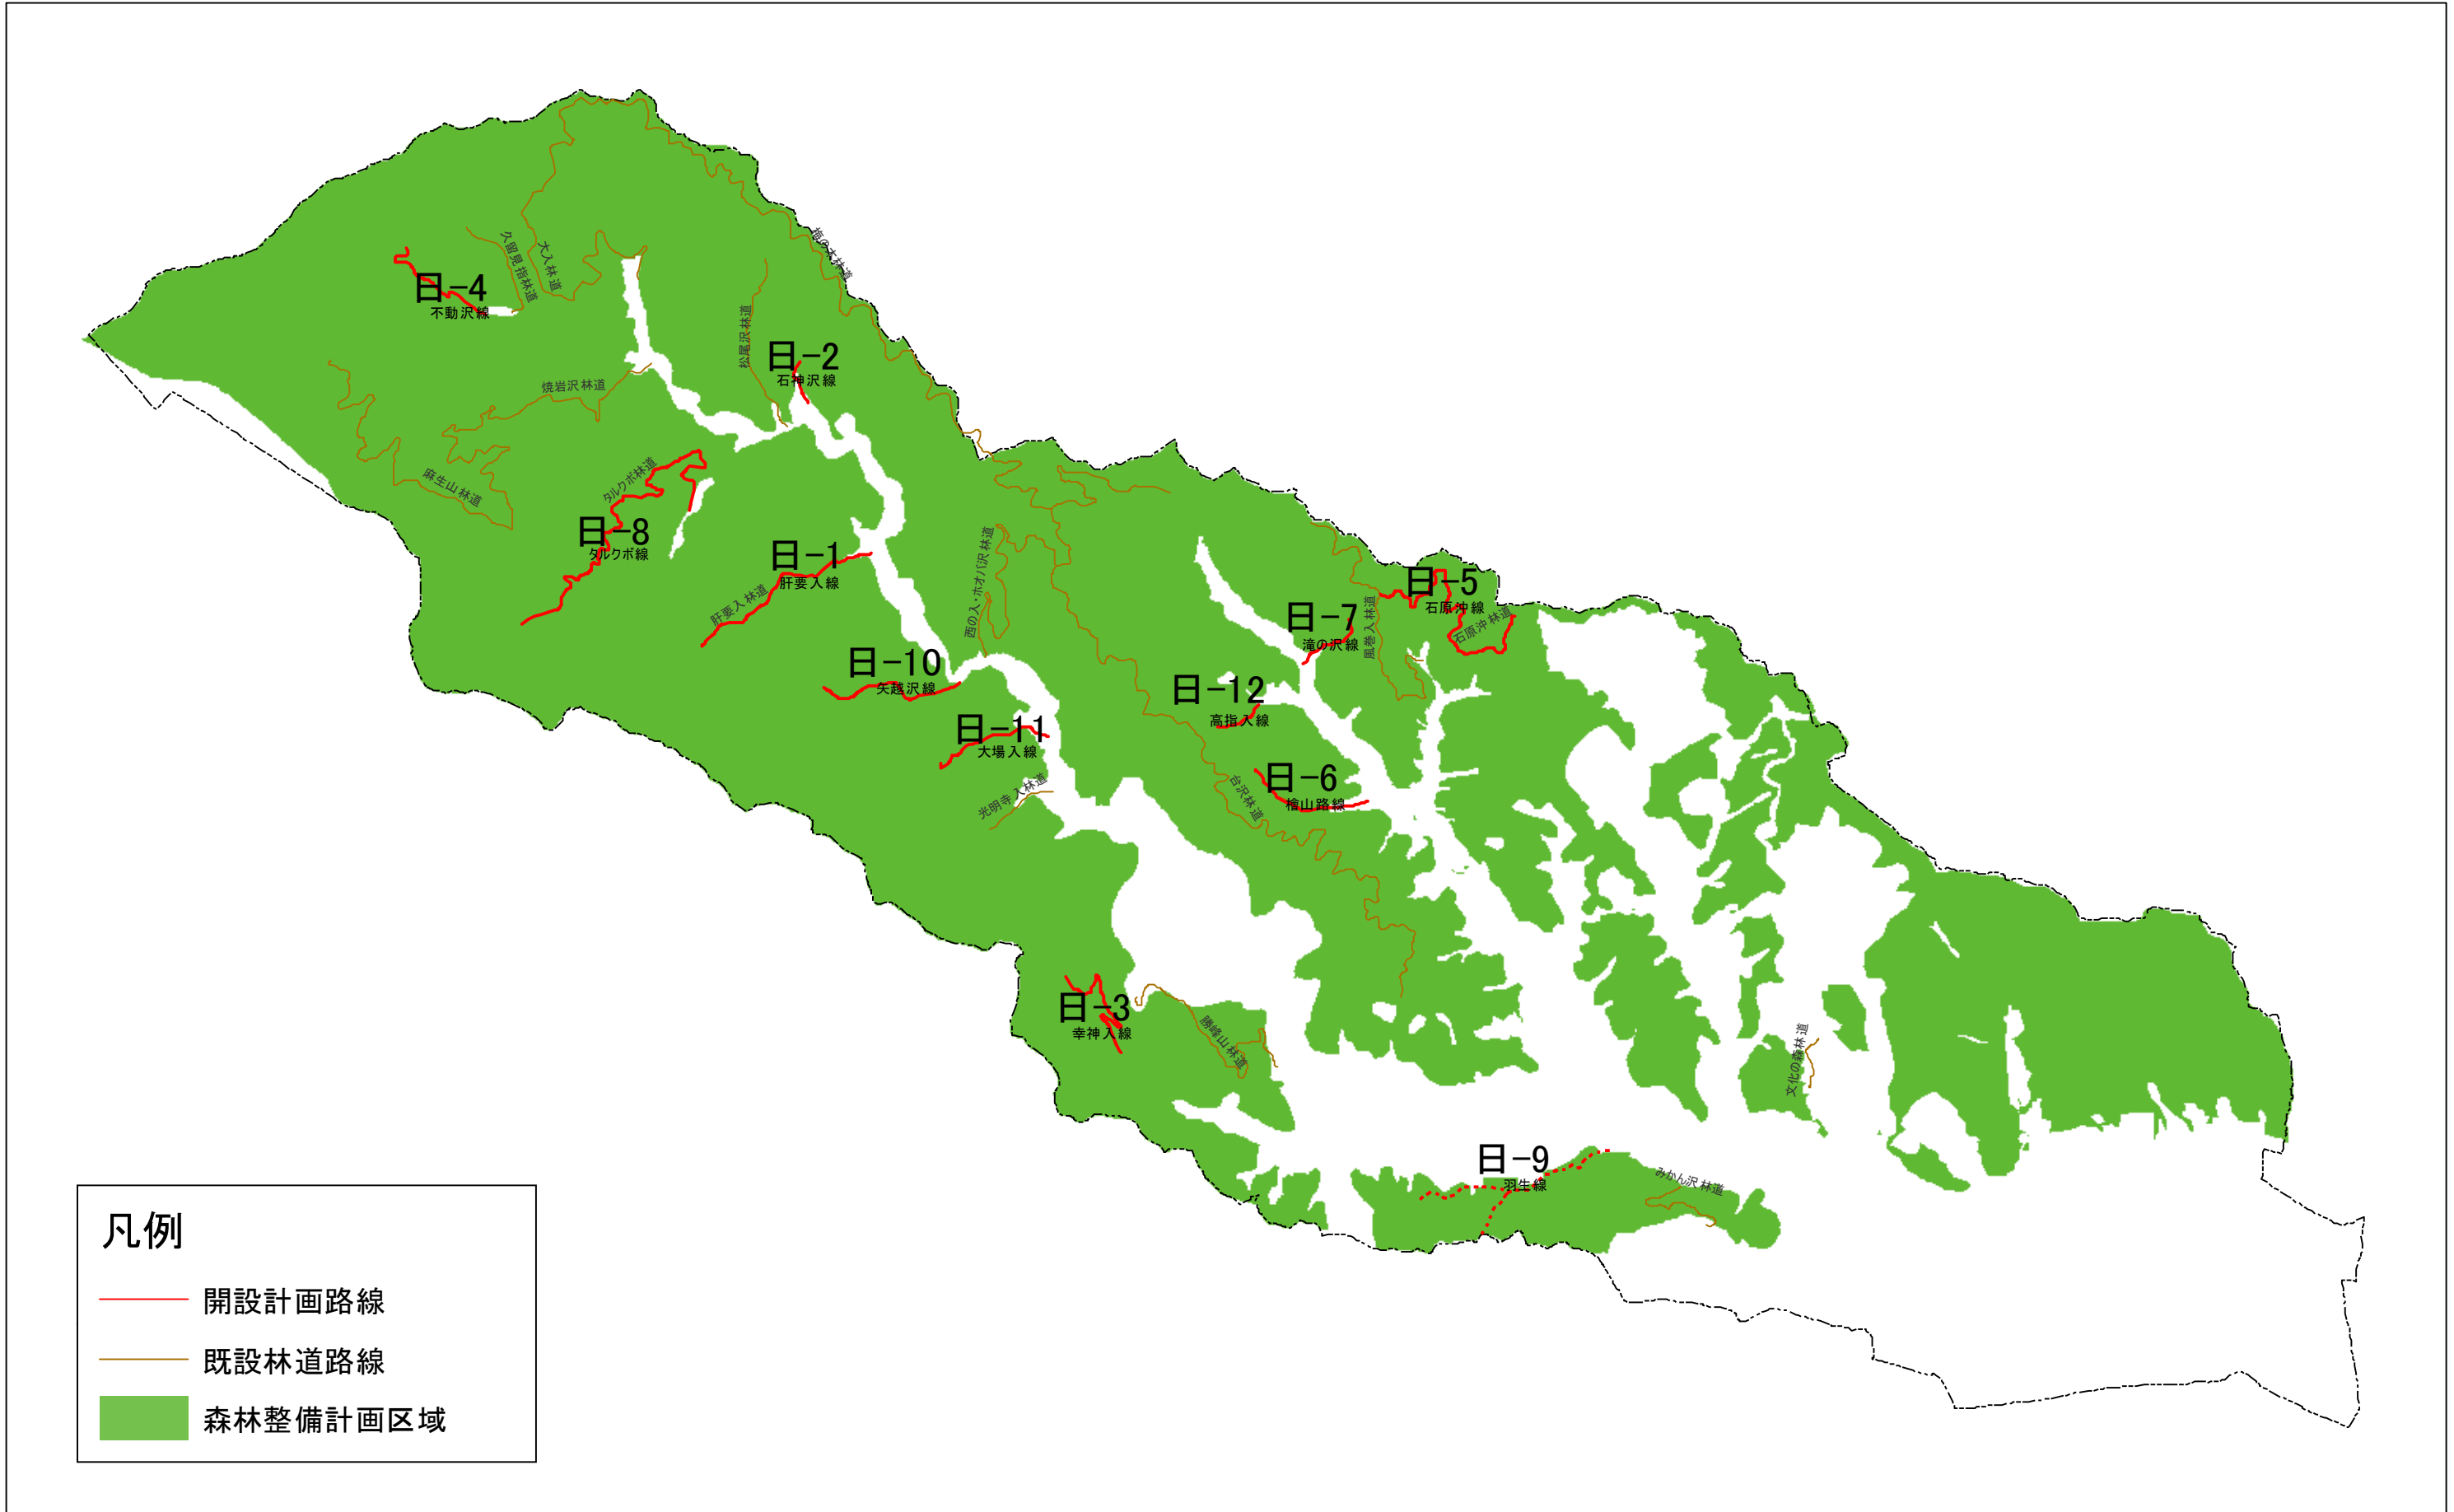 梅の木林道
久留見指林道
大入林道
日-4
不動沢線
松尾沢林道
日-2
石神沢線
焼岩沢林道
麻生山林道
タルクボ林道
日-8
タルクボ線
日-1
肝要入線
肝要入林道
西の入・ホオバ沢林道
日-5
石原沖線
石原沖林道
日-7
滝の沢線
風巻入林道
日-10
矢越沢線
日-12
高指入線
日-11
大場入線
日-6
檜山路線
光明寺入林道
台沢林道
日-3
幸神入線
勝峰山林道
文化の森林道
日-9
羽生線
みかん沢林道
凡例
開設計画路線
既設林道路線
森林整備計画区域